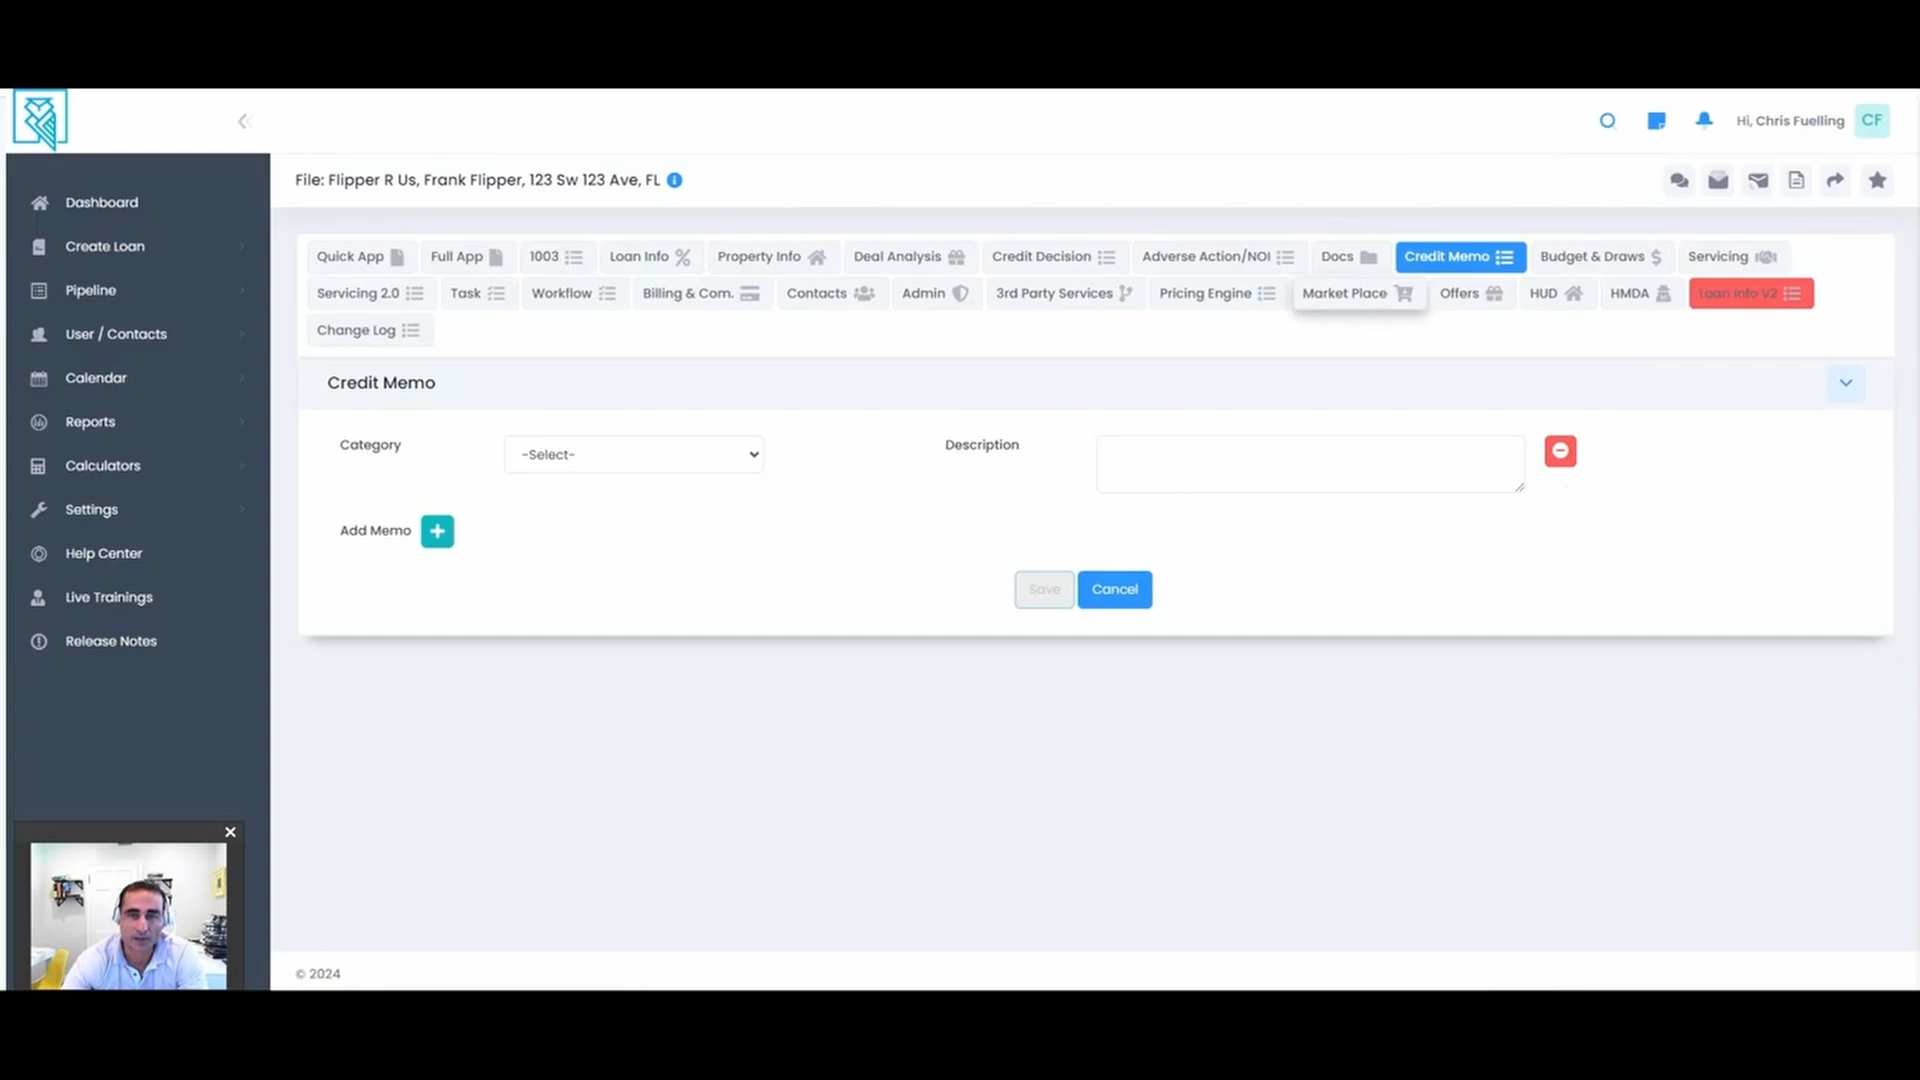 Hi, Chris Fuelling CF
File: Flipper R Us, Frank Flipper, 123 Sw 123 Ave, FL
Dashboard
Create Loan
Pipeline
User / Contacts
Calendar
Reports
Calculators
Settings
Help Center
Live Trainings
Release Notes
Quick App Full App 1003 Loan Info Property Info Deal Analysis Credit Decision Adverse Action/NOI Docs Credit Memo Budget & Draws Servicing
Servicing 2.0 Task Workflow Billing & Com. Contacts Admin 3rd Party Services Pricing Engine Market Place Offers HUD HMDA Loan Info V2
Change Log
Credit Memo
Category -Select- Description
Add Memo
Save Cancel
© 2024